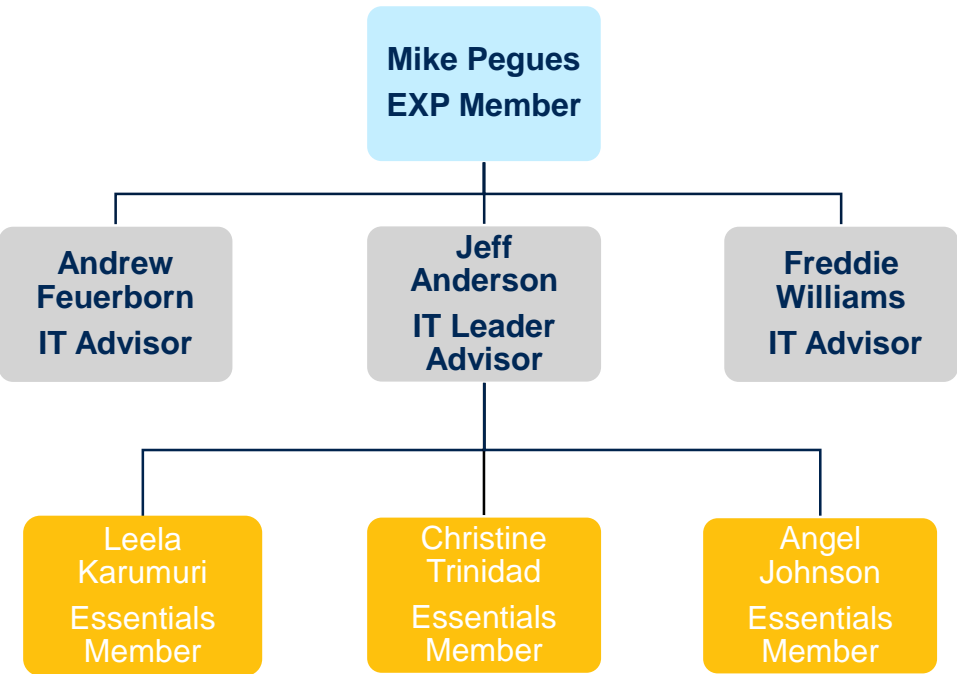 Mike Pegues
EXP Member
Andrew
Feuerborn
IT Advisor
Jeff
Anderson
IT Leader
Advisor
Freddie
Williams
IT Advisor
Leela
Karumuri
Essentials
Member
Christine
Trinidad
Essentials
Member
Angel
Johnson
Essentials
Member